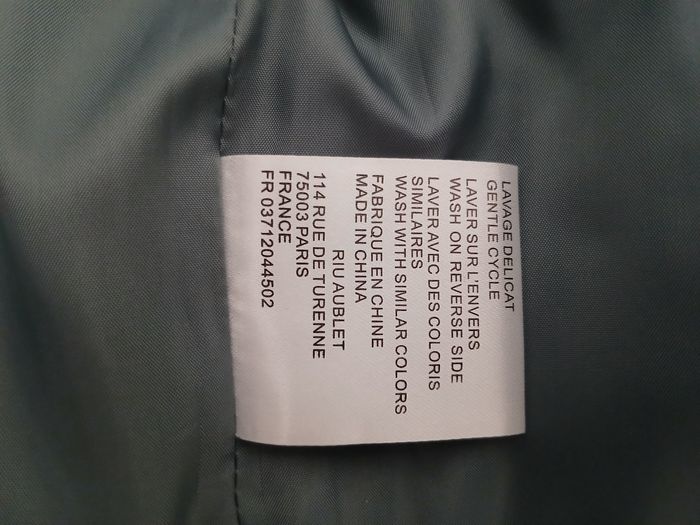 LAVAGE DELICAT
GENTLE CYCLE
LAVER SUR L'ENVERS
WASH ON REVERSE SIDE
LAVER AVEC DES COLORIS
SIMILAIRES
WASH WITH SIMILAR COLORS
FABRIQUE EN CHINE
MADE IN CHINA
RIU AUBLET
114 RUE DE TURENNE
75003 PARIS
FRANCE
FR 03712044502